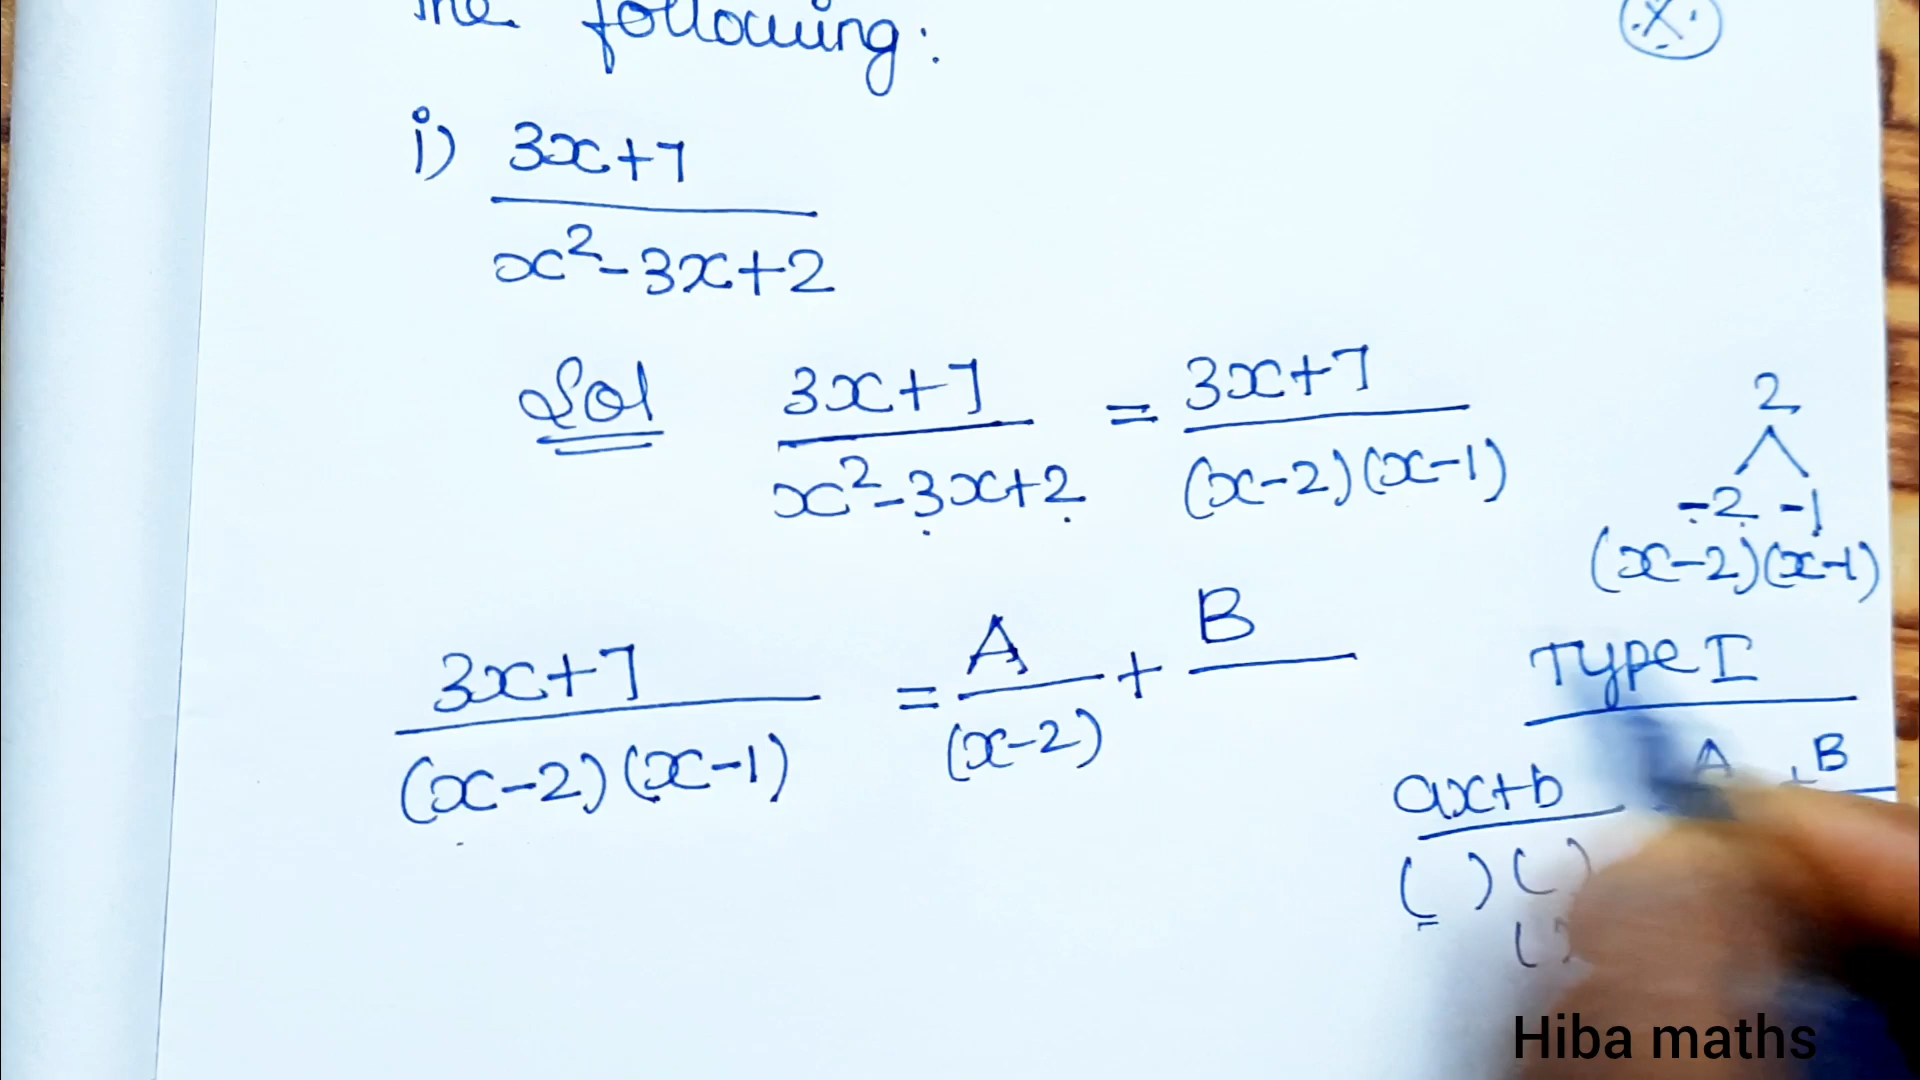 the following:
X
i) 3x+7
x²-3x+2
Sol 3x+7 / x²-3x+2 = 3x+7 / (x-2)(x-1)
2
-2 -1
(x-2)(x-1)
3x+7 / (x-2)(x-1) = A / (x-2) + B
Type I
ax+b / ( )( ) A + B
Hiba maths